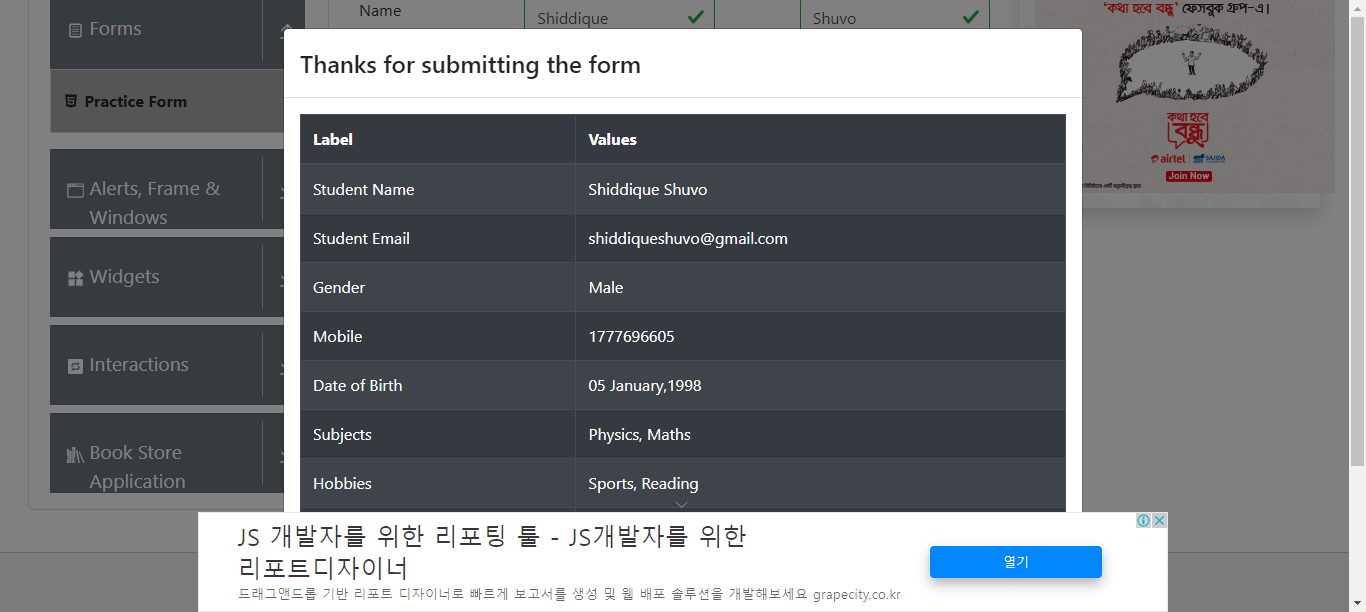 Name
Shiddique
Shuvo
Forms
Practice Form
Alerts, Frame &
Windows
Widgets
Interactions
Book Store
Application
Thanks for submitting the form
Label Values
Student Name Shiddique Shuvo
Student Email shiddiqueshuvo@gmail.com
Gender Male
Mobile 1777696605
Date of Birth 05 January,1998
Subjects Physics, Maths
Hobbies Sports, Reading
‘কথা হবে বন্ধু’ ফেসবুক গ্রুপ-এ।
কথা হবে
বন্ধু
airtel SAJIDA
Join Now
JS 개발자를 위한 리포팅 툴 - JS개발자를 위한
리포트디자이너
드래그앤드롭 기반 리포트 디자이너로 빠르게 보고서를 생성 및 웹 배포 솔루션을 개발해보세요 grapecity.co.kr
열기